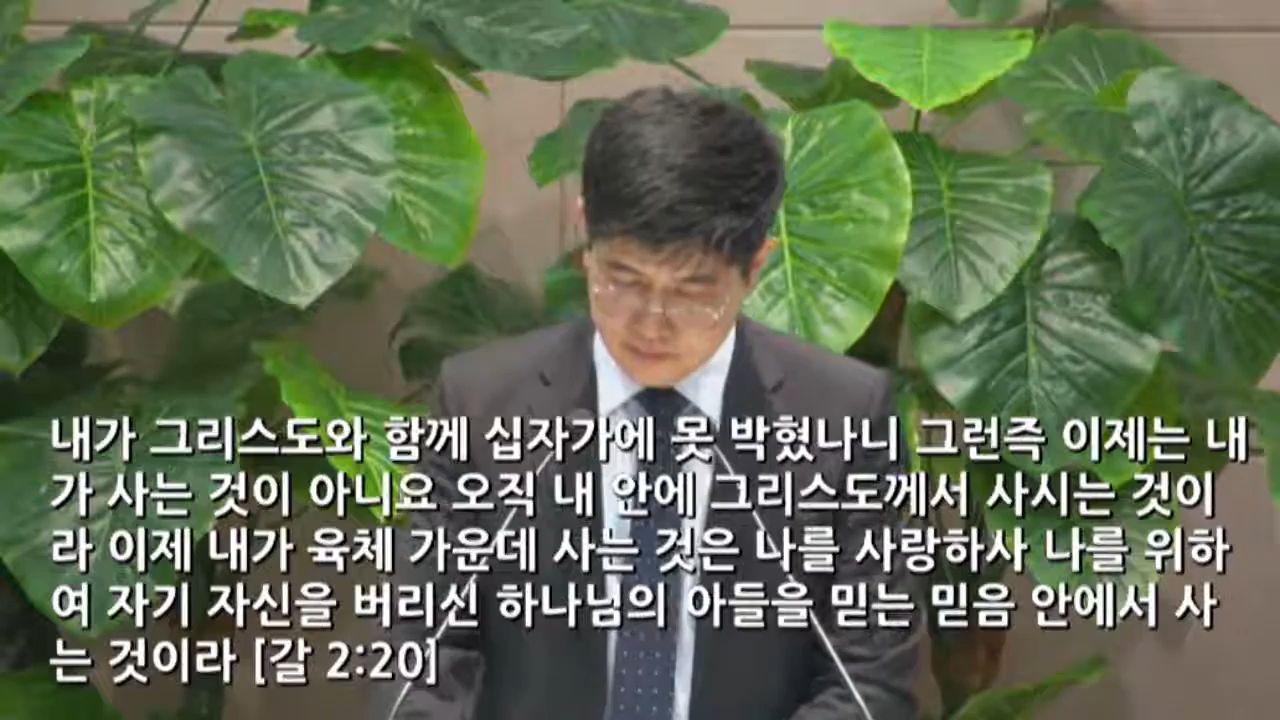 내가 그리스도와 함께 십자가에 못 박혔나니 그런즉 이제는 내
가 사는 것이 아니요 오직 내 안에 그리스도께서 사시는 것이
라 이제 내가 육체 가운데 사는 것은 나를 사랑하사 나를 위하
여 자기 자신을 버리신 하나님의 아들을 믿는 믿음 안에서 사
는 것이라 [갈 2:20]